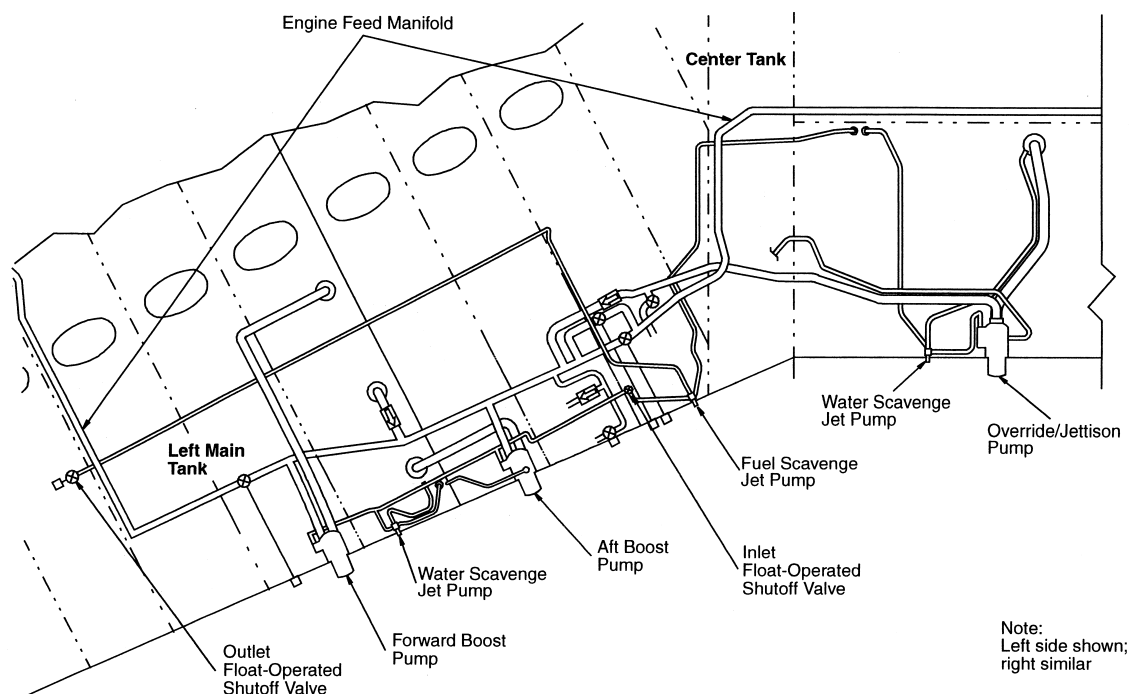 Engine Feed Manifold
Center Tank
Left Main
Tank
Water Scavenge
Jet Pump
Override/Jettison
Pump
Fuel Scavenge
Jet Pump
Aft Boost
Pump
Inlet
Float-Operated
Shutoff Valve
Water Scavenge
Jet Pump
Forward Boost
Pump
Outlet
Float-Operated
Shutoff Valve
Note:
Left side shown;
right similar